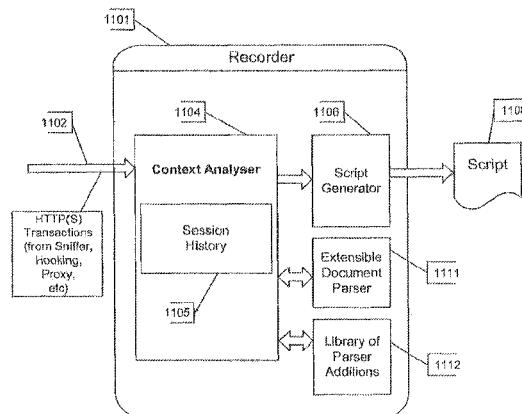 1101
Recorder
1102
1104
1106
1108
Context Analyser
Script
Generator
Script
HTTP(S)
Transactions
(from Sniffer,
Hooking,
Proxy,
etc)
Session
History
1105
Extensible
Document
Parser
1111
Library of
Parser
Additions
1112